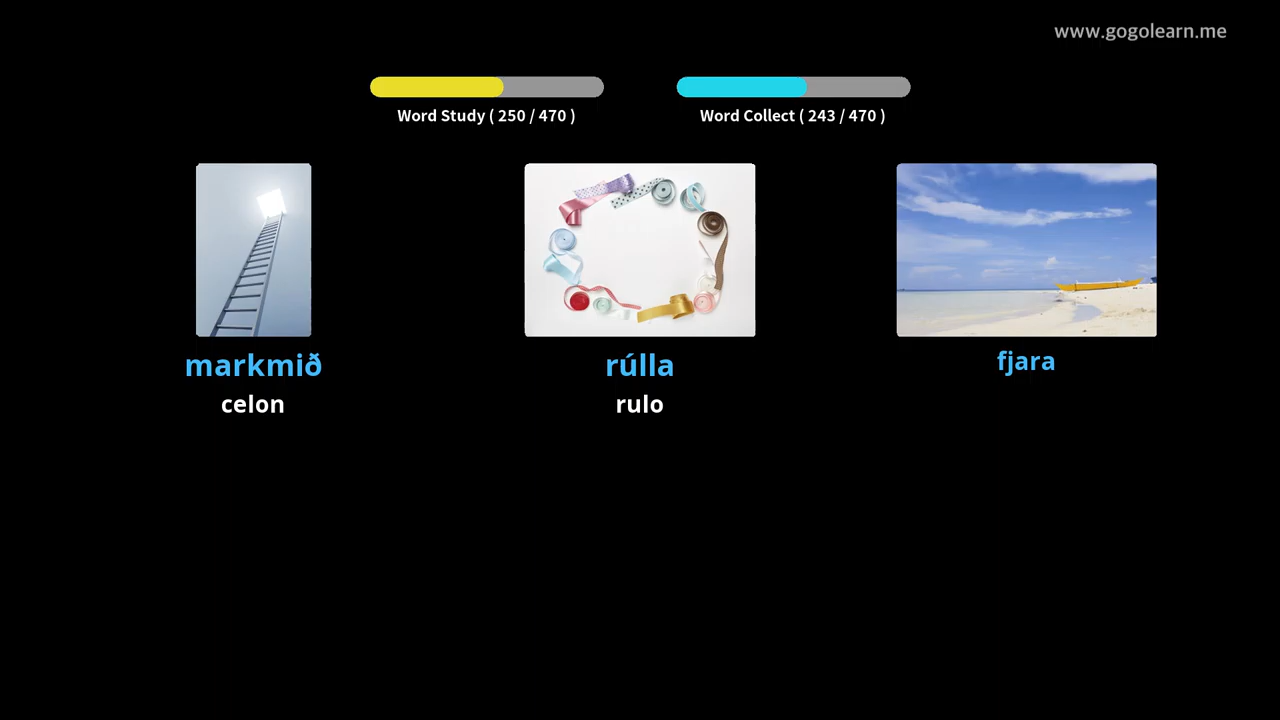 www.gogolearn.me
Word Study ( 250 / 470 )
Word Collect ( 243 / 470 )
markmið
celon
rúlla
rulo
fjara